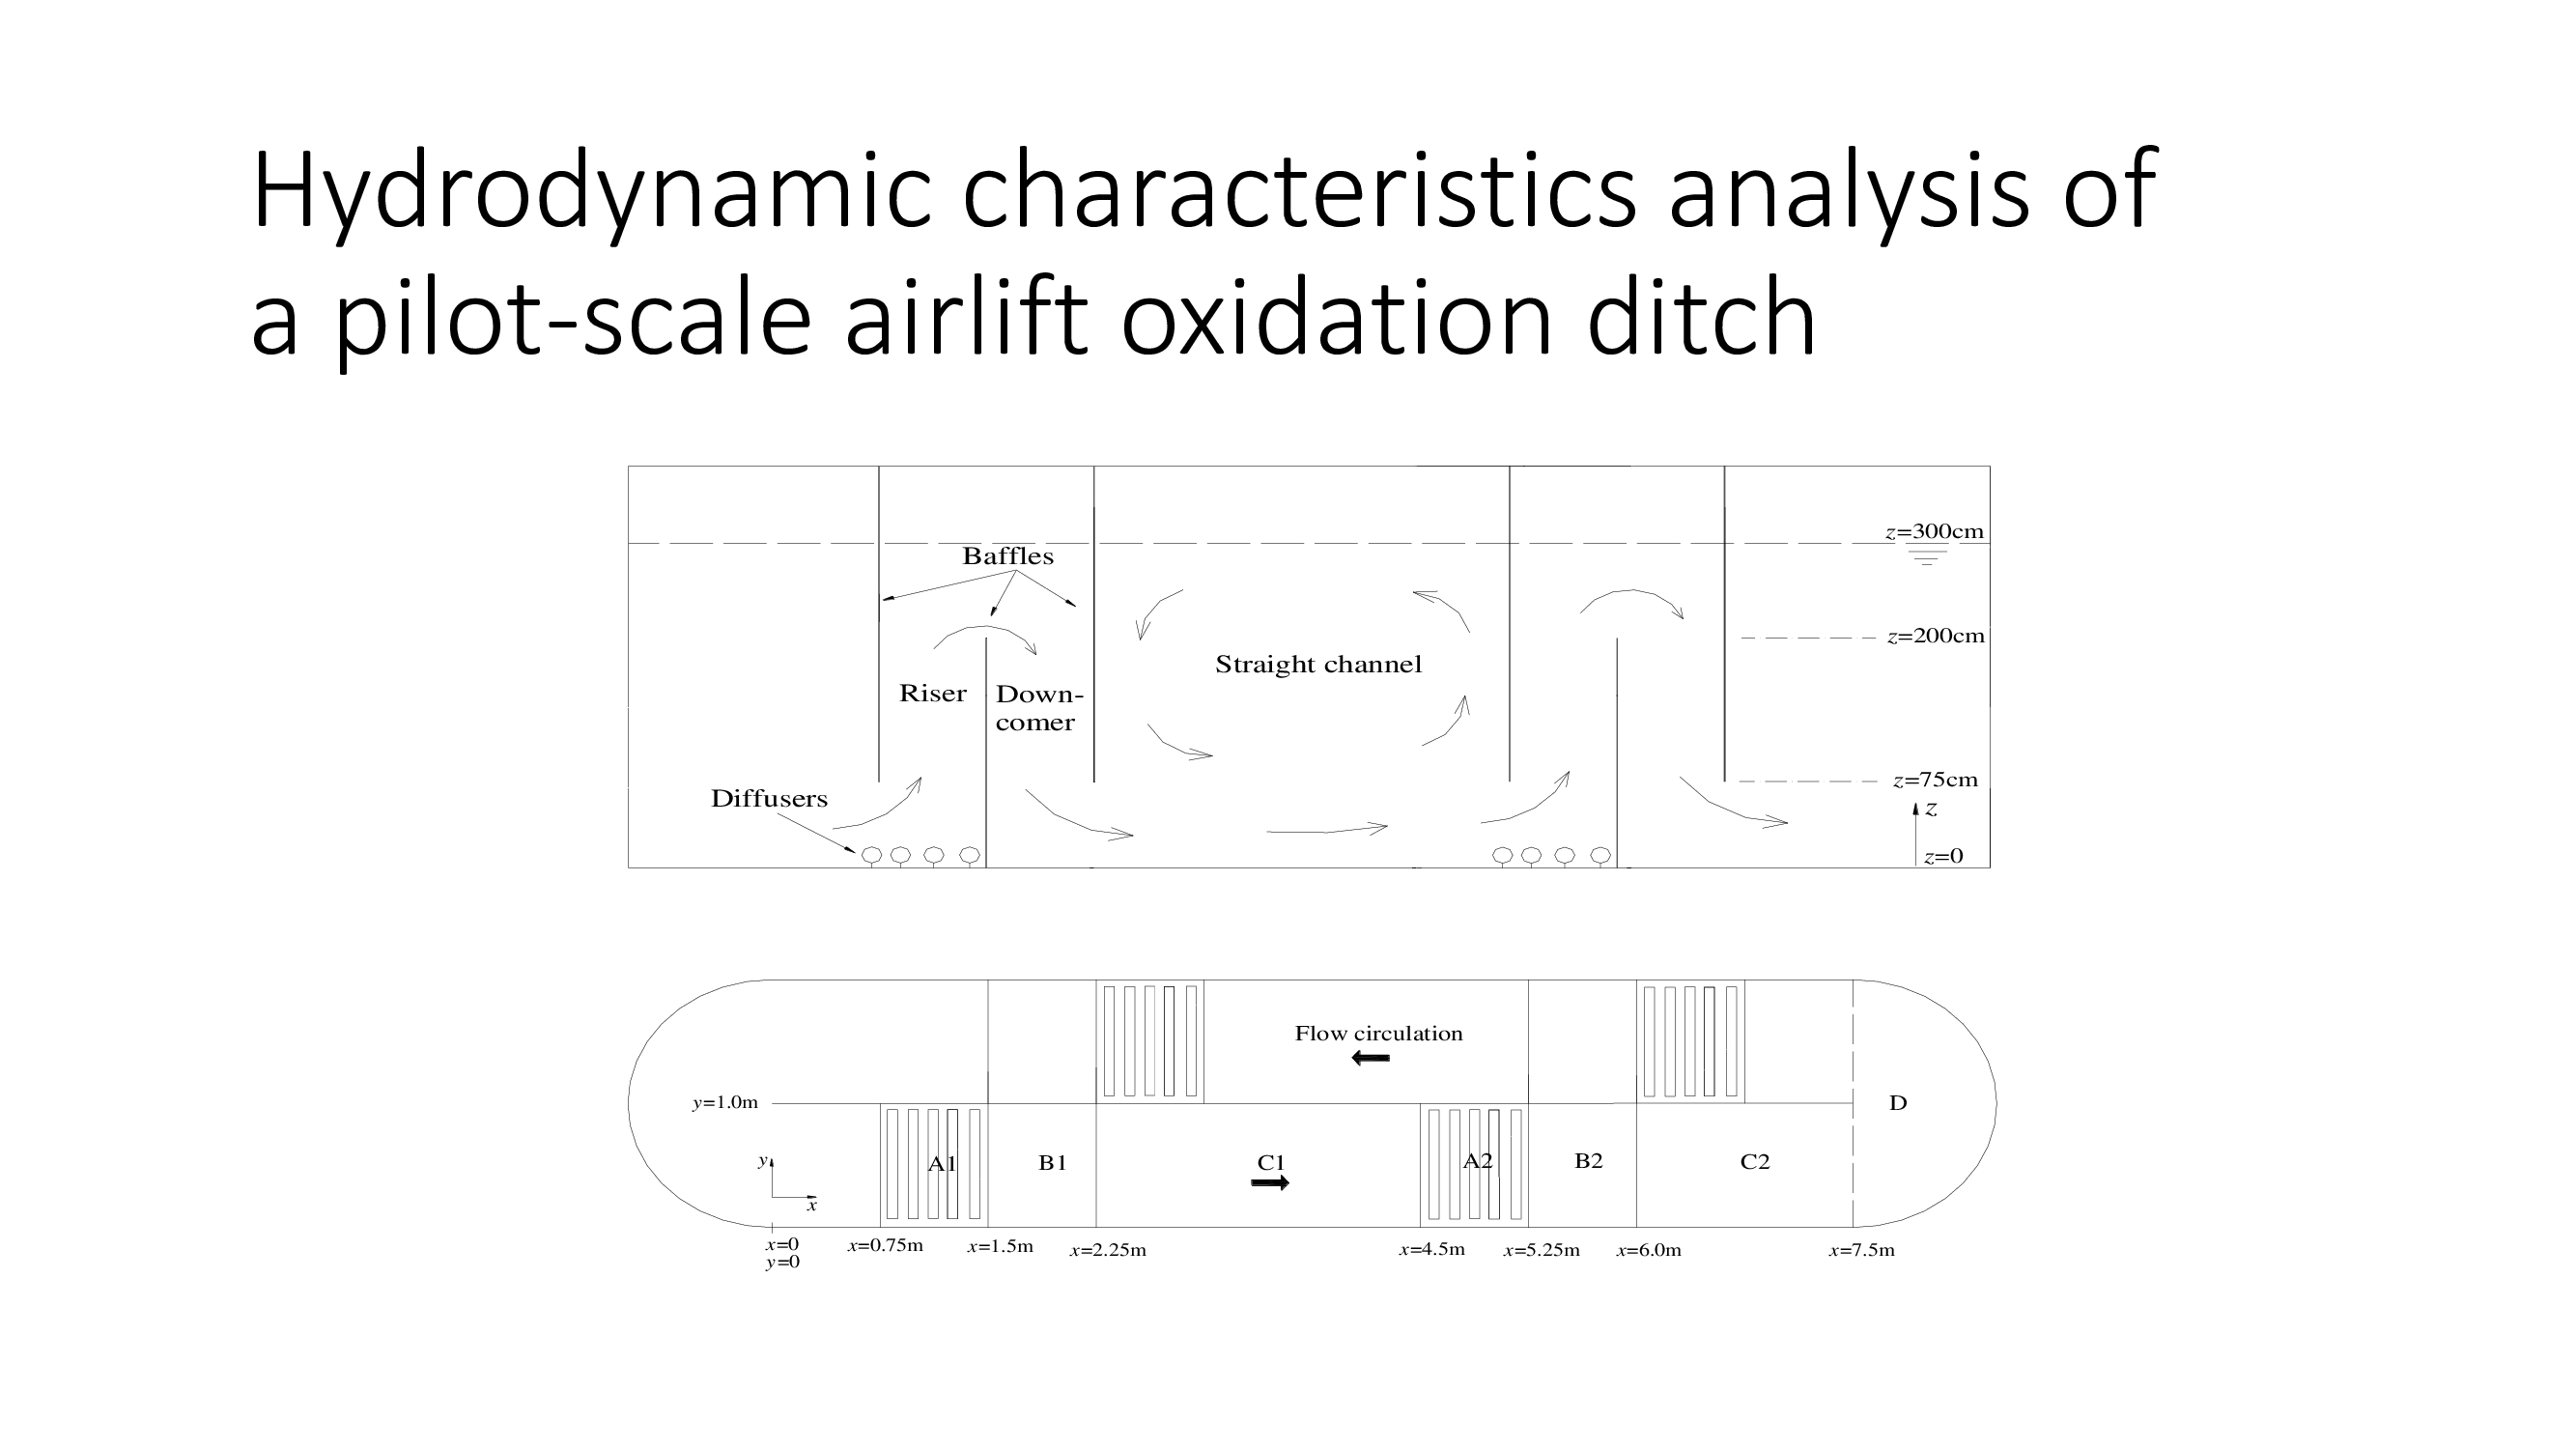 Hydrodynamic characteristics analysis of
a pilot-scale airlift oxidation ditch
z=300cm
Baffles
z=200cm
Straight channel
Riser
Down-
comer
z=75cm
Diffusers
z
z=0
Flow circulation
y=1.0m
D
y
x
A1
B1
C1
A2
B2
C2
x=0
y=0
x=0.75m
x=1.5m
x=2.25m
x=4.5m
x=5.25m
x=6.0m
x=7.5m